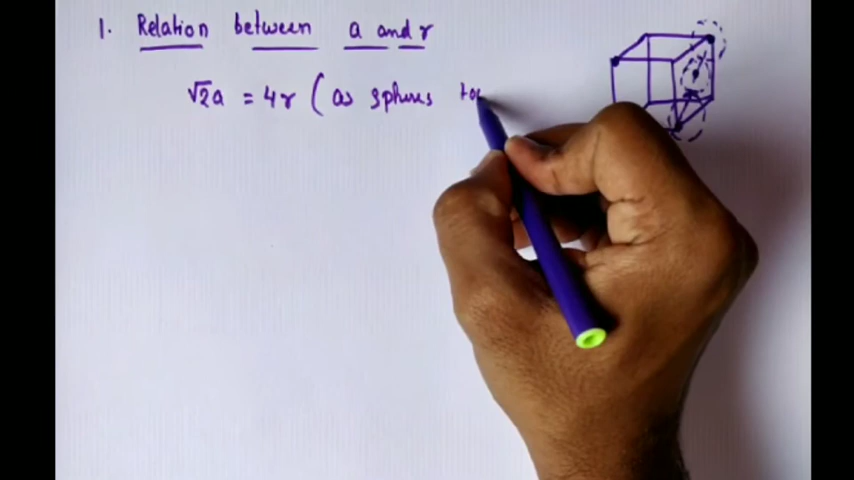 1. Relation between a and r
√2a = 4r (as spheres